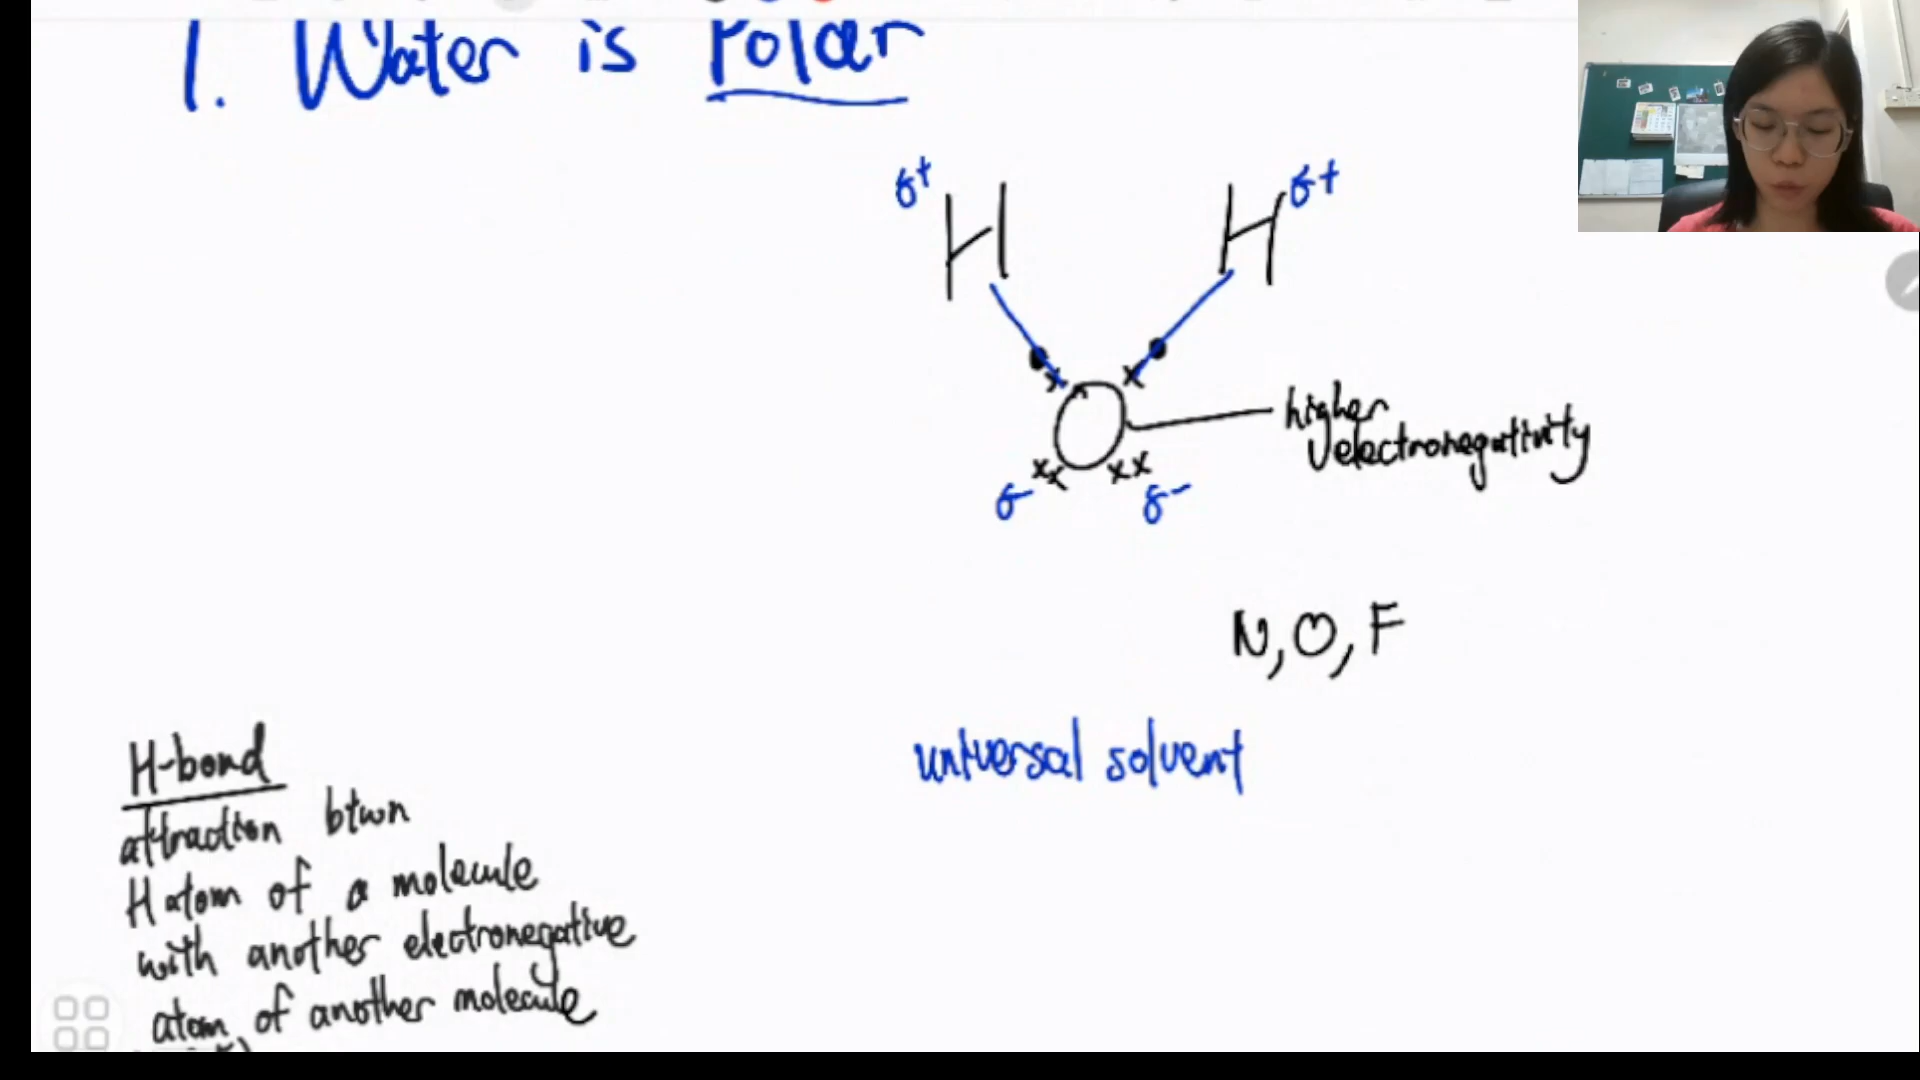 1. Water is Polar
δ+ H H δ+
higher
electronegativity
δ- δ-
N, O, F
universal solvent
H-bond
attraction btwn
H atom of a molecule
with another electronegative
atom of another molecule